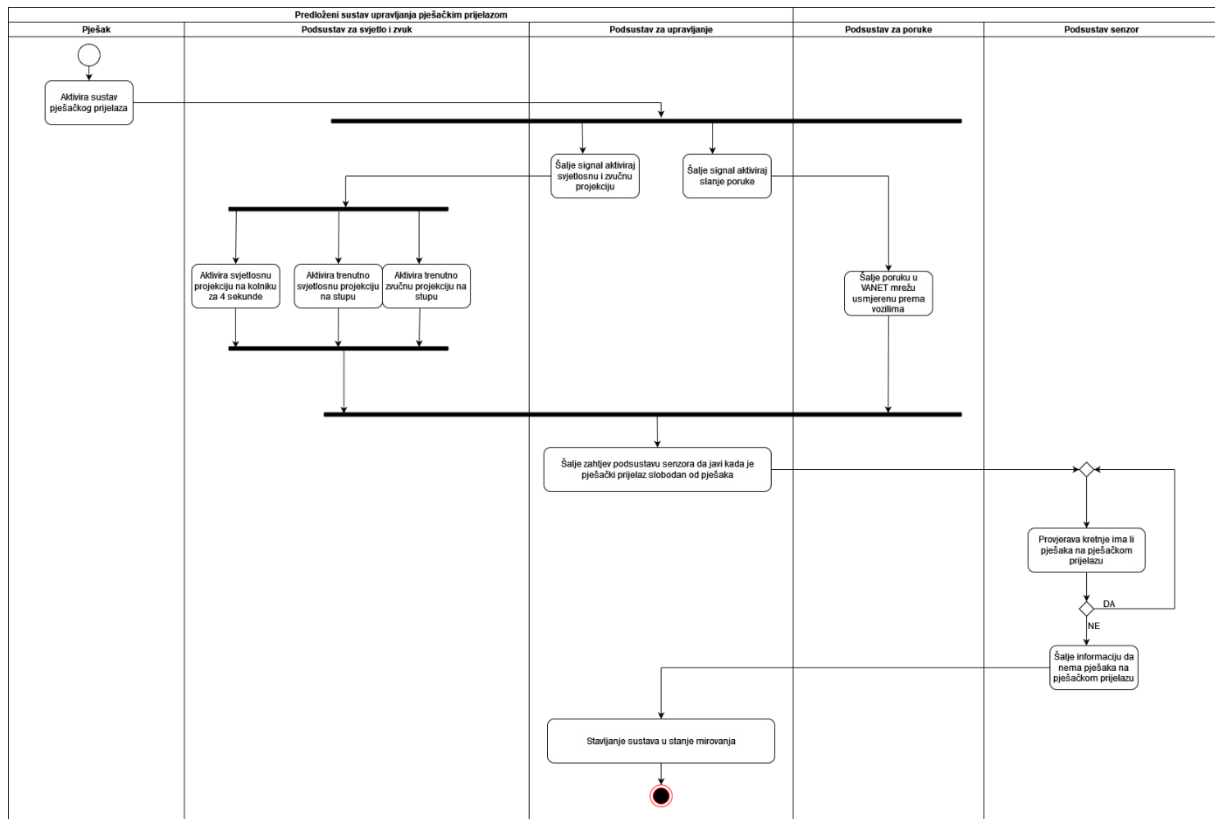 Predloženi sustav upravljanja pješačkim prijelazom
Pješak
Podsustav za svjetlo i zvuk
Podsustav za upravljanje
Podsustav za poruke
Podsustav senzor
Aktivira sustav
pješačkog prijelaza
Šalje signal aktiviraj
svjetlosnu i zvučnu
projekciju
Šalje signal aktiviraj
slanje poruke
Aktivira svjetlosnu
projekciju na kolniku
za 4 sekunde
Aktivira trenutno
svjetlosnu projekciju
na stupu
Aktivira trenutno
zvučnu projekciju na
stupu
Šalje poruku u
VANET mrežu
usmjerenu prema
vozilima
Šalje zahtjev podsustavu senzora da javi kada je
pješački prijelaz slobodan od pješaka
Provjerava kretnje ima li
pješaka na pješačkom
prijelazu
DA
NE
Šalje informaciju da
nema pješaka na
pješačkom prijelazu
Stavljanje sustava u stanje mirovanja